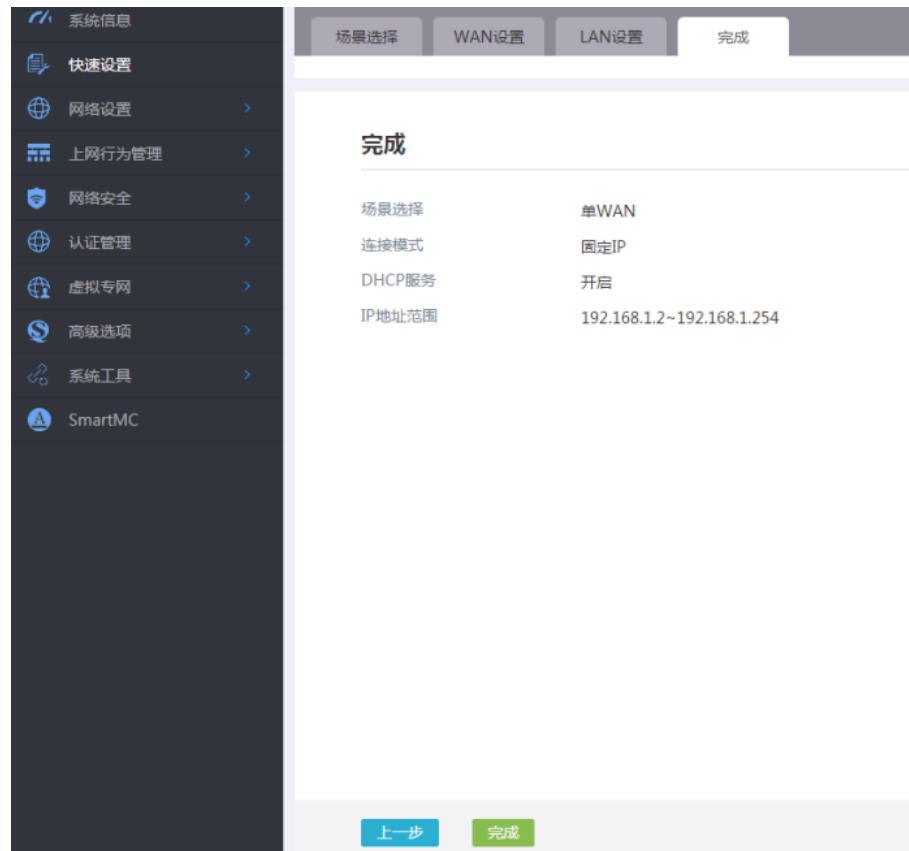 系统信息
快速设置
网络设置
上网行为管理
网络安全
认证管理
虚拟专网
高级选项
系统工具
SmartMC
场景选择 WAN设置 LAN设置 完成
完成
场景选择 单WAN
连接模式 固定IP
DHCP服务 开启
IP地址范围 192.168.1.2~192.168.1.254
上一步 完成